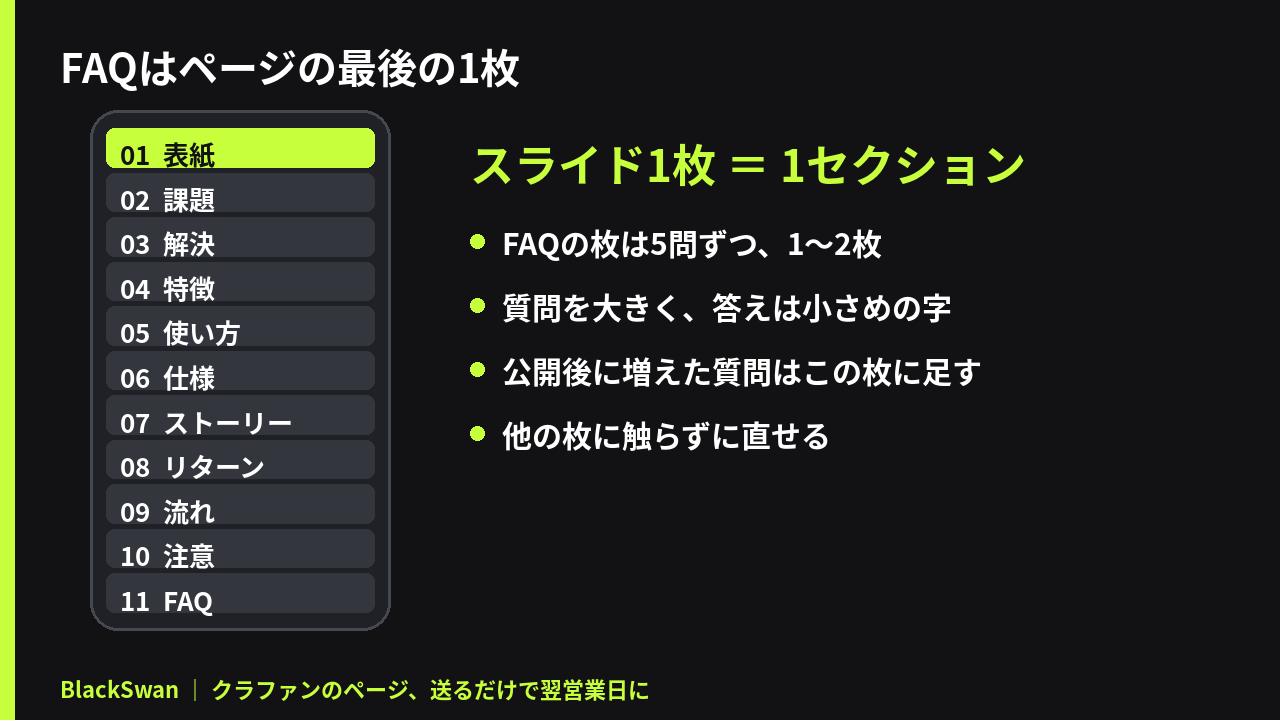 FAQはページの最後の1枚
01 表紙
02 課題
03 解決
04 特徴
05 使い方
06 仕様
07 ストーリー
08 リターン
09 流れ
10 注意
11 FAQ
スライド1枚 ＝ 1セクション
FAQの枚は5問ずつ、1〜2枚
質問を大きく、答えは小さめの字
公開後に増えた質問はこの枚に足す
他の枚に触らずに直せる
BlackSwan｜クラファンのページ、送るだけで翌営業日に